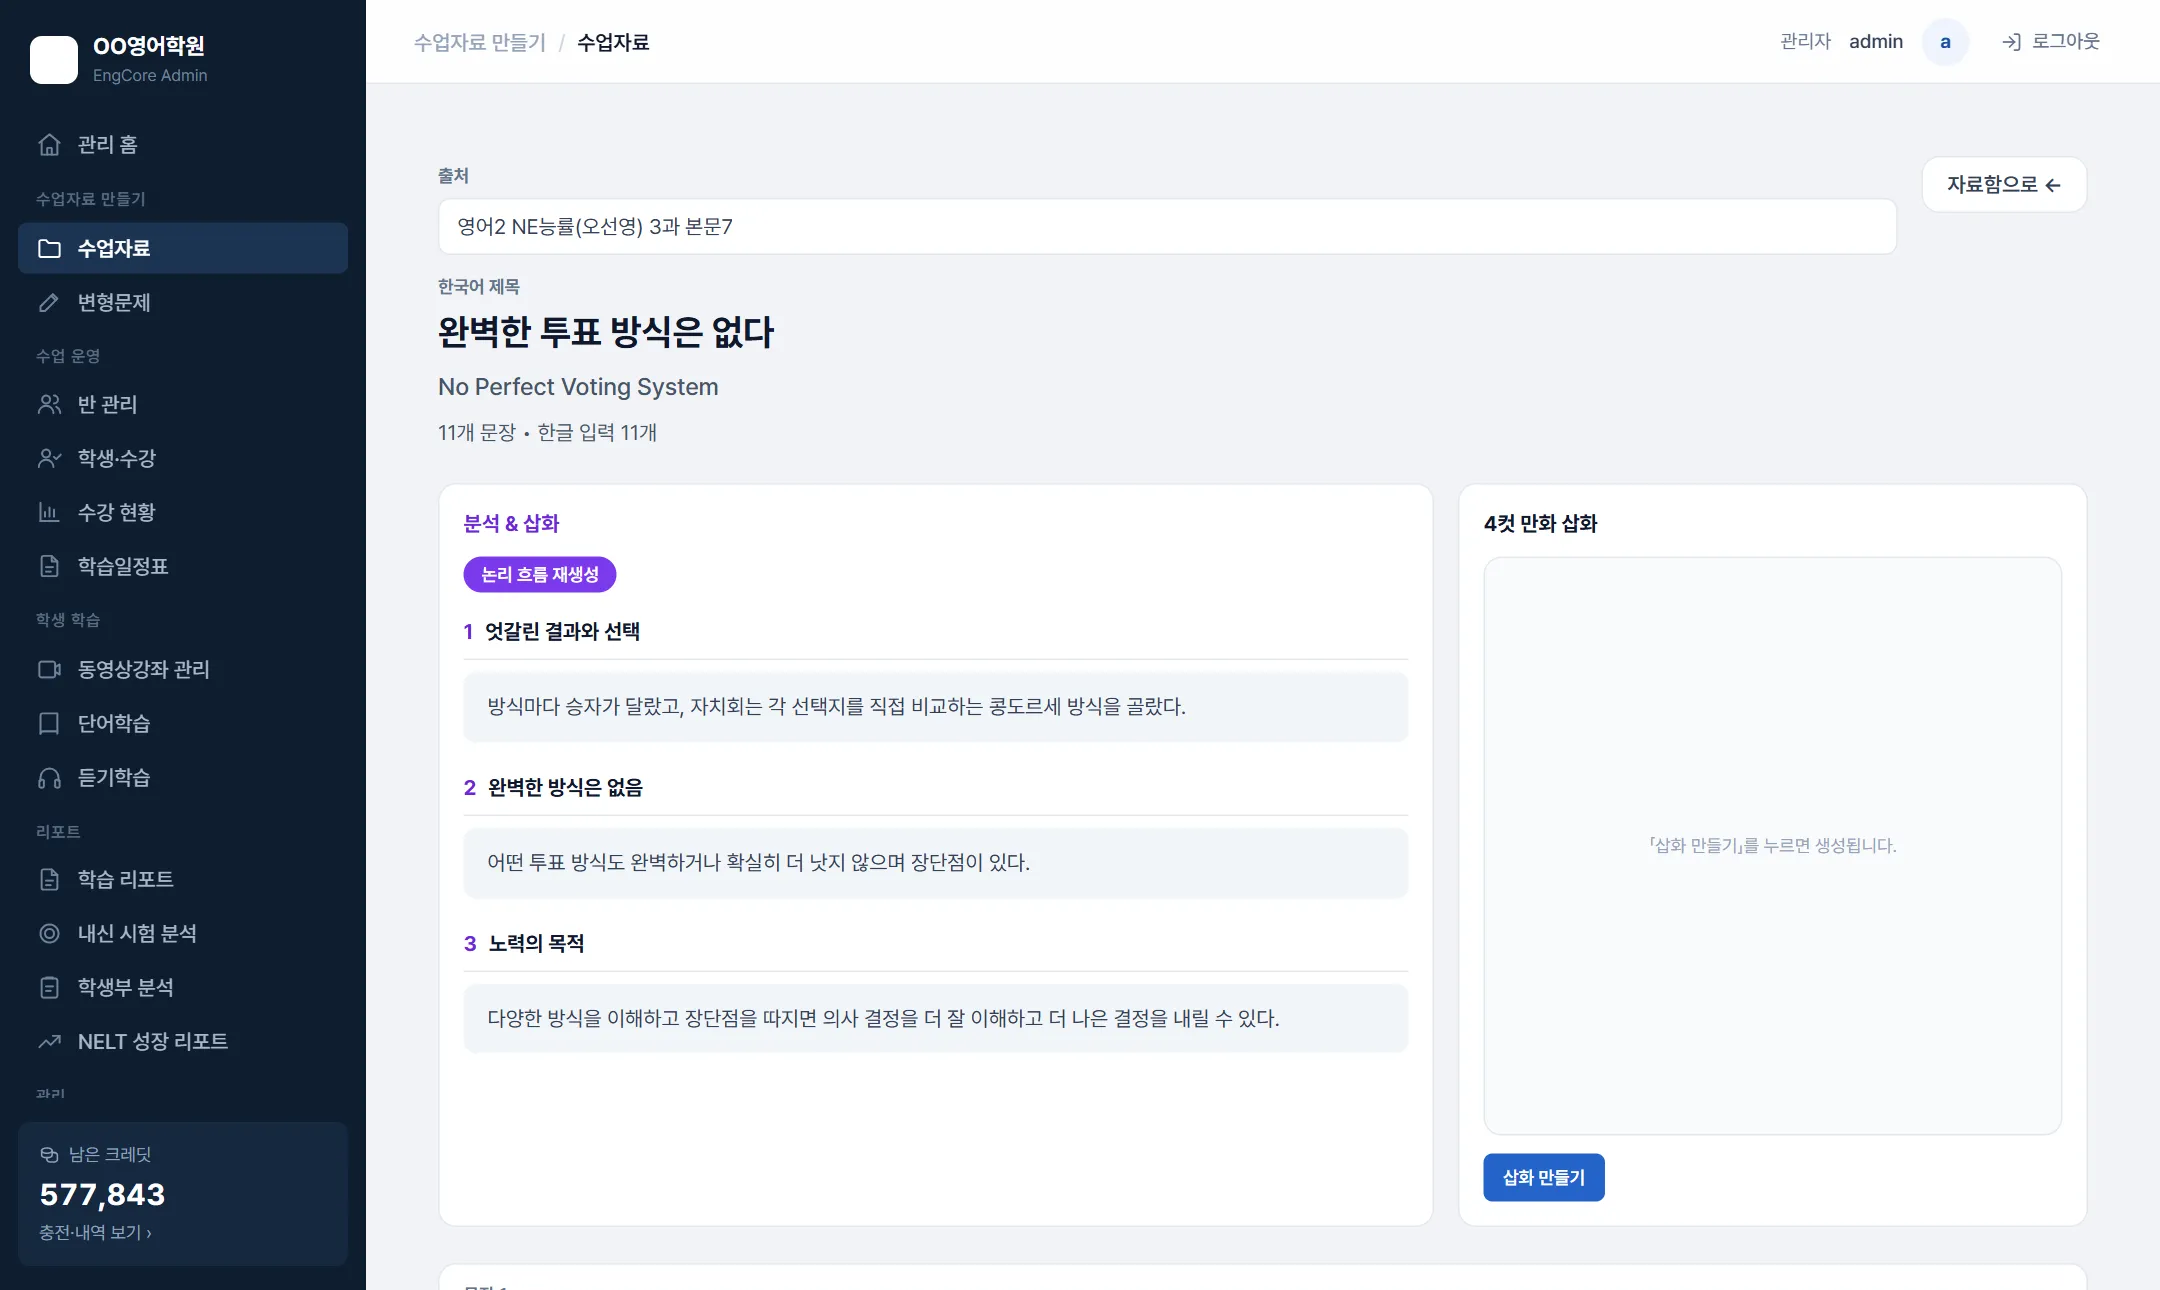 OO영어학원
EngCore Admin
관리 홈
수업자료 만들기
수업자료
변형문제
수업 운영
반 관리
학생·수강
수강 현황
학습일정표
학생 학습
동영상강좌 관리
단어학습
듣기학습
리포트
학습 리포트
내신 시험 분석
학생부 분석
NELT 성장 리포트
관리
남은 크레딧
577,843
충전·내역 보기 ›
수업자료 만들기 / 수업자료
관리자 admin a 로그아웃
출처
영어2 NE능률(오선영) 3과 본문7
자료함으로 ←
한국어 제목
완벽한 투표 방식은 없다
No Perfect Voting System
11개 문장 • 한글 입력 11개
분석 & 삽화
논리 흐름 재생성
1 엇갈린 결과와 선택
방식마다 승자가 달랐고, 자치회는 각 선택지를 직접 비교하는 콩도르세 방식을 골랐다.
2 완벽한 방식은 없음
어떤 투표 방식도 완벽하거나 확실히 더 낫지 않으며 장단점이 있다.
3 노력의 목적
다양한 방식을 이해하고 장단점을 따지면 의사 결정을 더 잘 이해하고 더 나은 결정을 내릴 수 있다.
4컷 만화 삽화
「삽화 만들기」를 누르면 생성됩니다.
삽화 만들기